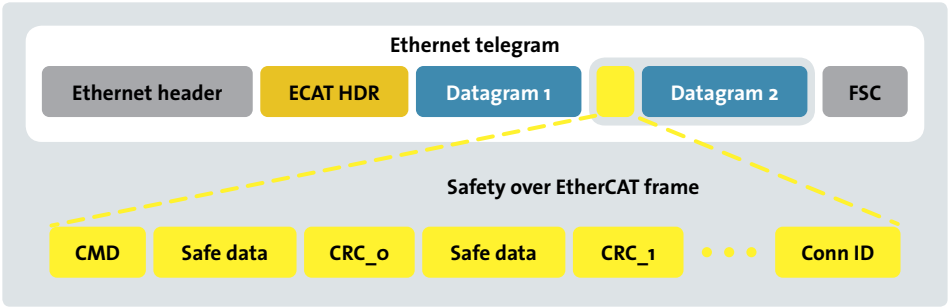 Ethernet telegram
Ethernet header ECAT HDR Datagram 1 Datagram 2 FSC
Safety over EtherCAT frame
CMD Safe data CRC_0 Safe data CRC_1 Conn ID